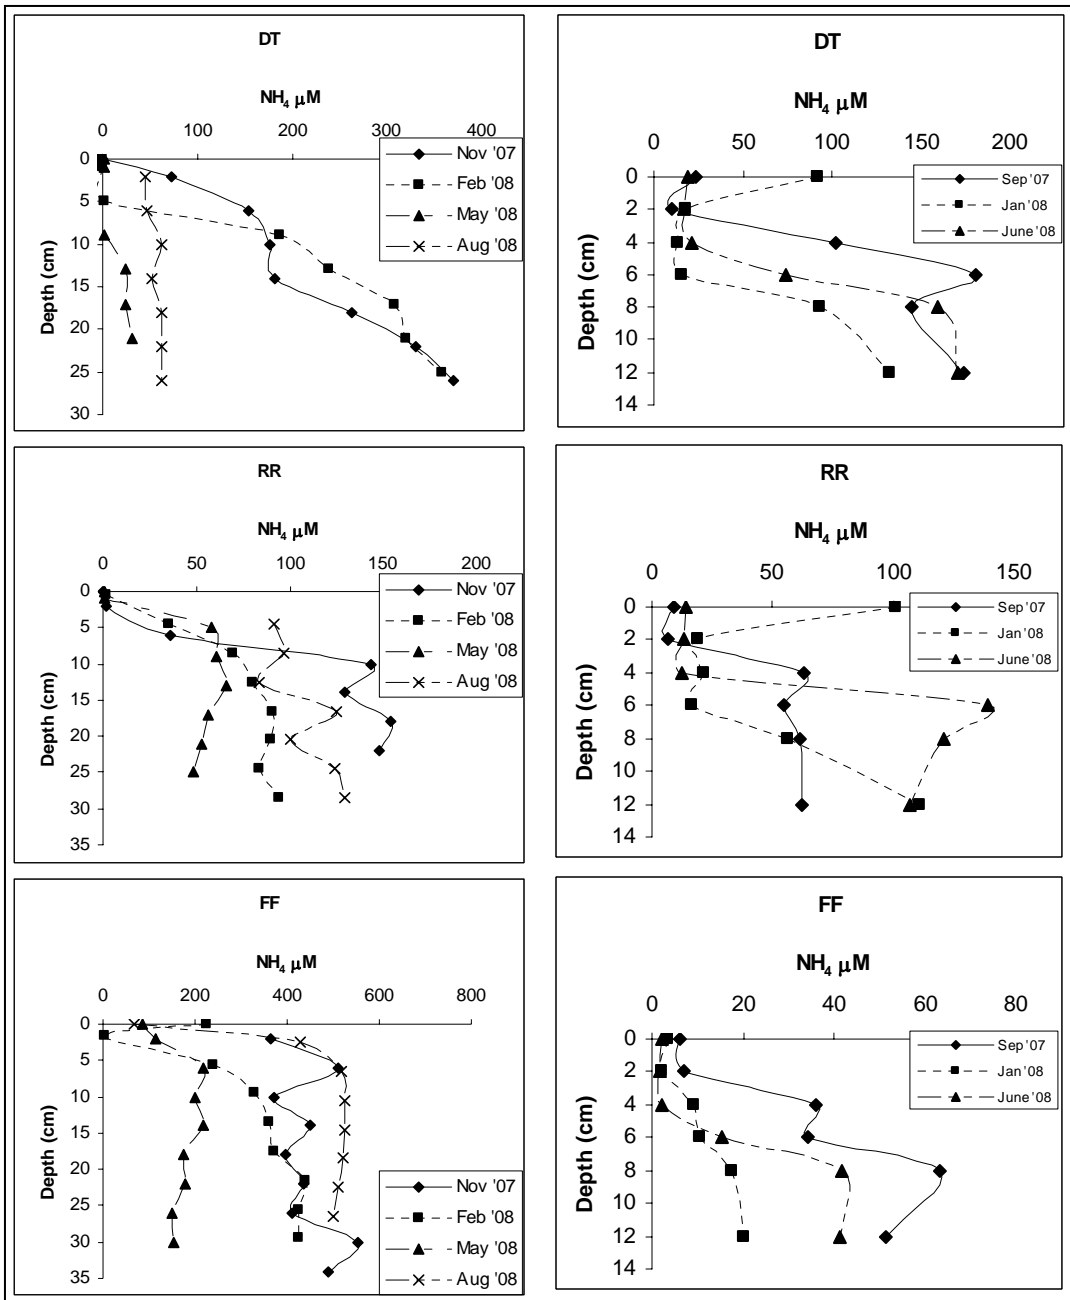 DT
NH4 µM
0 100 200 300 400
0
5
10
15
20
25
30
Depth (cm)
Nov '07
Feb '08
May '08
Aug '08
DT
NH4 µM
0 50 100 150 200
0
2
4
6
8
10
12
14
Depth (cm)
Sep'07
Jan'08
June'08
RR
NH4 µM
0 50 100 150 200
0
5
10
15
20
25
30
35
Depth (cm)
Nov '07
Feb '08
May '08
Aug '08
RR
NH4 µM
0 50 100 150
0
2
4
6
8
10
12
14
Depth (cm)
Sep'07
Jan'08
June'08
FF
NH4 µM
0 200 400 600 800
0
5
10
15
20
25
30
35
Depth (cm)
Nov '07
Feb '08
May '08
Aug '08
FF
NH4 µM
0 20 40 60 80
0
2
4
6
8
10
12
14
Depth (cm)
Sep'07
Jan'08
June'08